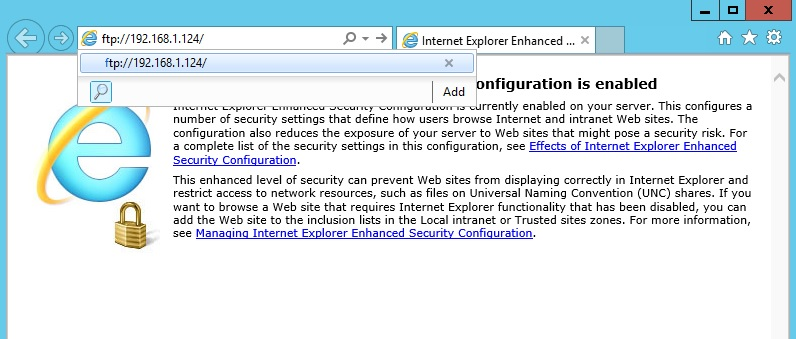 ftp://192.168.1.124/
Internet Explorer Enhanced ...
ftp://192.168.1.124/
Add
onfiguration is enabled
Internet Explorer Enhanced Security Configuration is currently enabled on your server. This configures a
number of security settings that define how users browse Internet and intranet Web sites. The
configuration also reduces the exposure of your server to Web sites that might pose a security risk. For
a complete list of the security settings in this configuration, see Effects of Internet Explorer Enhanced
Security Configuration.
This enhanced level of security can prevent Web sites from displaying correctly in Internet Explorer and
restrict access to network resources, such as files on Universal Naming Convention (UNC) shares. If you
want to browse a Web site that requires Internet Explorer functionality that has been disabled, you can
add the Web site to the inclusion lists in the Local intranet or Trusted sites zones. For more information,
see Managing Internet Explorer Enhanced Security Configuration.